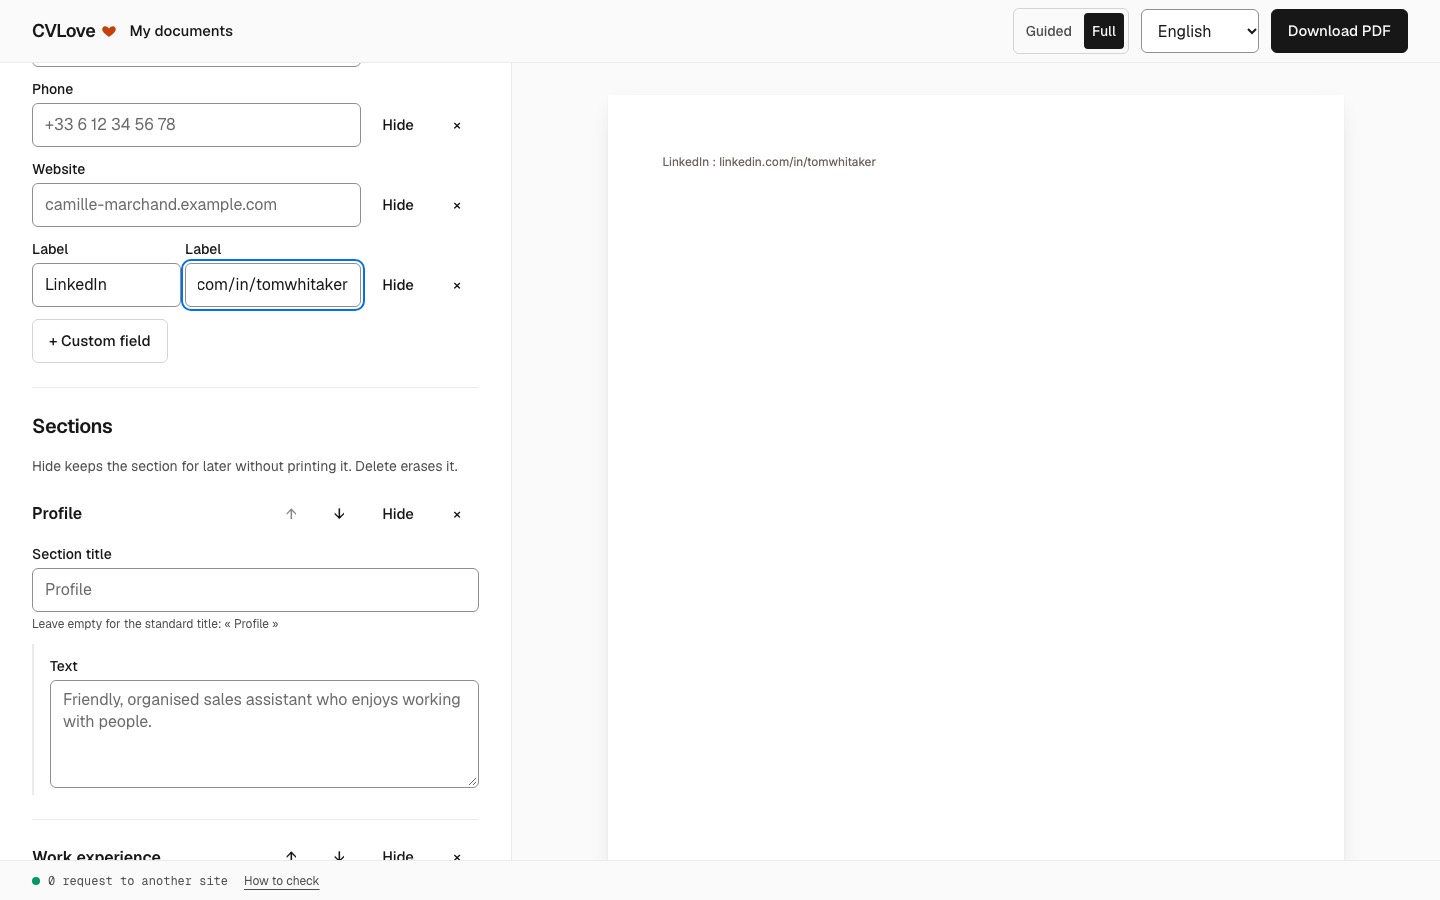 CVLove My documents
Guided Full English Download PDF
Phone
+33 6 12 34 56 78 Hide ×
Website
camille-marchand.example.com Hide ×
Label Label
LinkedIn com/in/tomwhitaker Hide ×
+ Custom field
Sections
Hide keeps the section for later without printing it. Delete erases it.
Profile ↑ ↓ Hide ×
Section title
Profile
Leave empty for the standard title: « Profile »
Text
Friendly, organised sales assistant who enjoys working
with people.
Work experience ↑ ↓ Hide ×
LinkedIn : linkedin.com/in/tomwhitaker
0 request to another site How to check